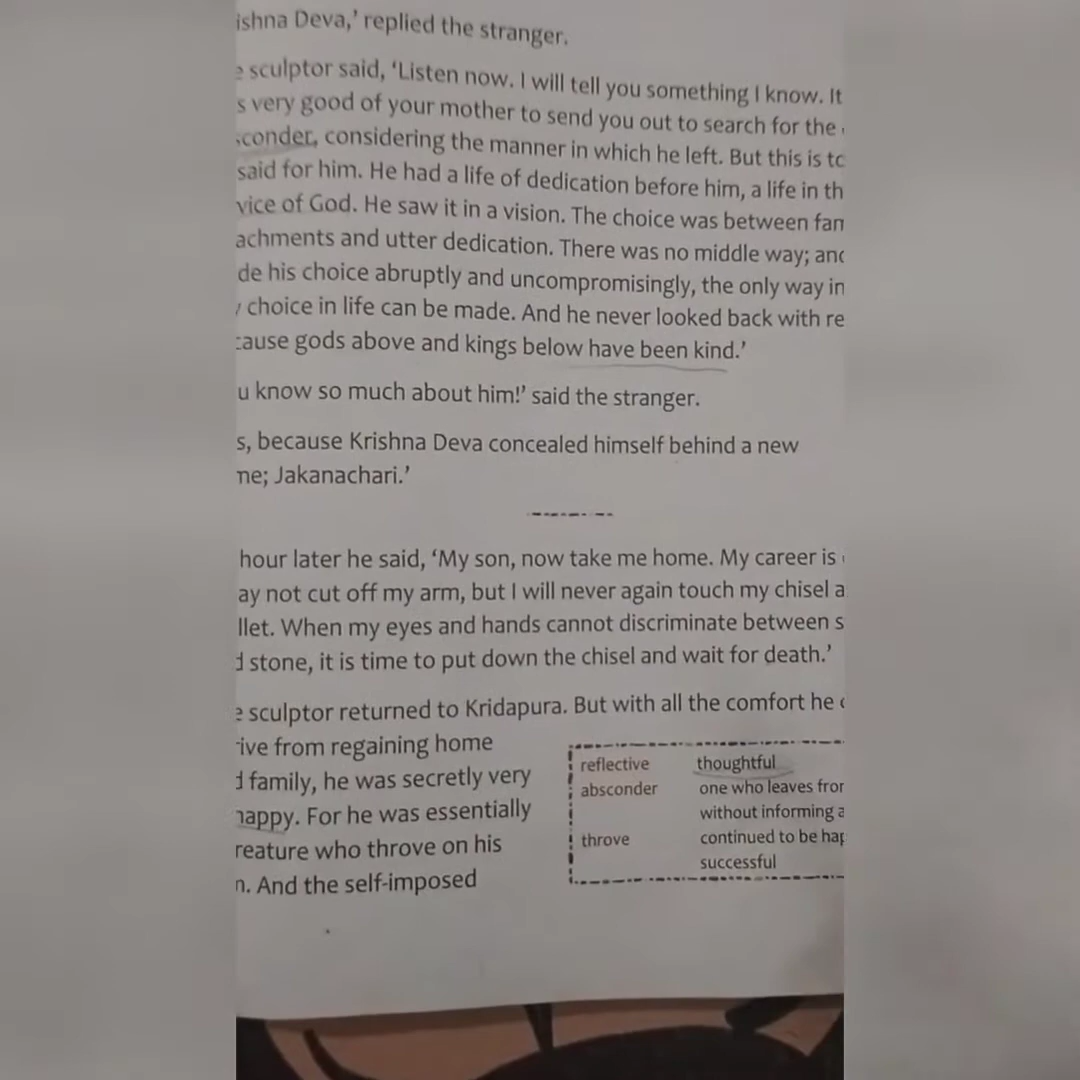 ishna Deva,’ replied the stranger.
e sculptor said, ‘Listen now. I will tell you something I know. It
s very good of your mother to send you out to search for the
sconder, considering the manner in which he left. But this is to
said for him. He had a life of dedication before him, a life in th
vice of God. He saw it in a vision. The choice was between fam
achments and utter dedication. There was no middle way; and
de his choice abruptly and uncompromisingly, the only way in
y choice in life can be made. And he never looked back with re
cause gods above and kings below have been kind.’
u know so much about him!’ said the stranger.
s, because Krishna Deva concealed himself behind a new
me; Jakanachari.’
hour later he said, ‘My son, now take me home. My career is
ay not cut off my arm, but I will never again touch my chisel a
llet. When my eyes and hands cannot discriminate between s
d stone, it is time to put down the chisel and wait for death.’
e sculptor returned to Kridapura. But with all the comfort he
rive from regaining home
d family, he was secretly very
happy. For he was essentially
reature who throve on his
n. And the self-imposed
reflective thoughtful
absconder one who leaves from
without informing a
throve continued to be hap
successful